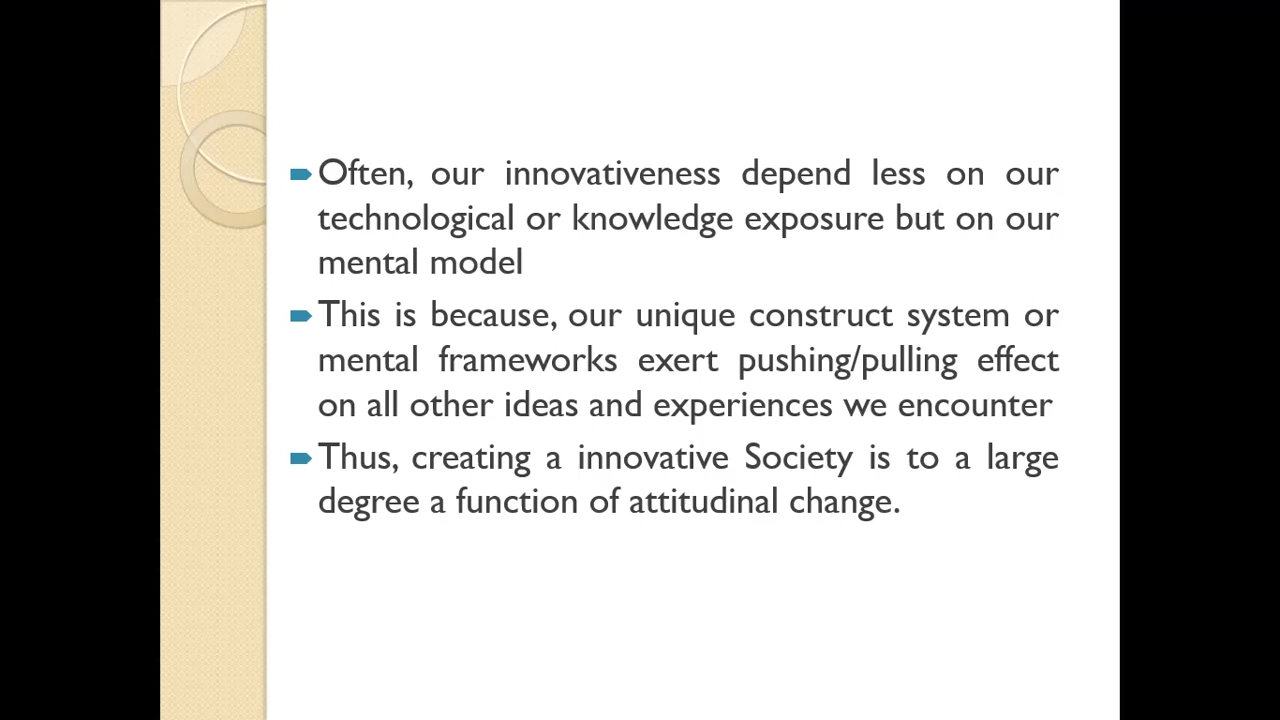 Often, our innovativeness depend less on our
technological or knowledge exposure but on our
mental model
This is because, our unique construct system or
mental frameworks exert pushing/pulling effect
on all other ideas and experiences we encounter
Thus, creating a innovative Society is to a large
degree a function of attitudinal change.